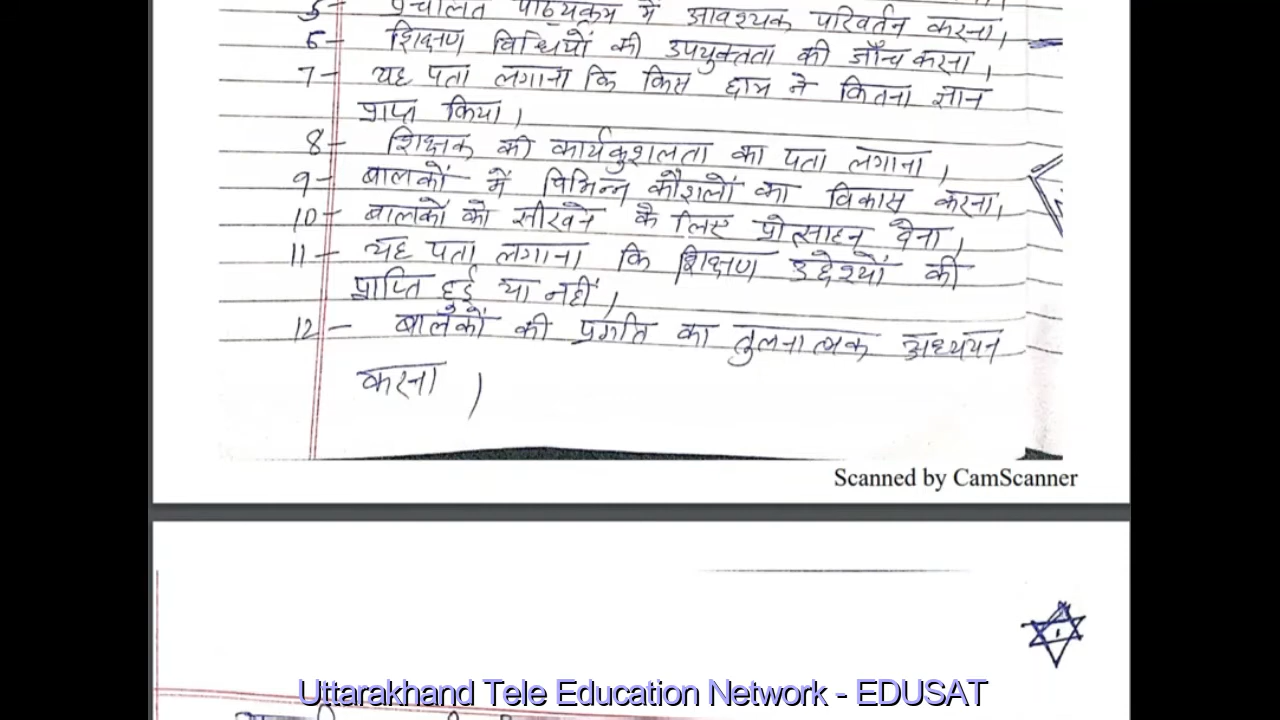 5- प्रचलित पाठ्यक्रम में आवश्यक परिवर्तन करना।
6- शिक्षण विधियों की उपयुक्तता की जाँच करना।
7- यह पता लगाना कि किस छात्र ने कितना ज्ञान
प्राप्त किया।
8- शिक्षक की कार्यकुशलता का पता लगाना।
9- बालकों में विभिन्न कौशलों का विकास करना।
10- बालकों को सीखने के लिए प्रोत्साहन देना।
11- यह पता लगाना कि शिक्षण उद्देश्यों की
प्राप्ति हुई या नहीं।
12- बालकों की प्रगति का तुलनात्मक अध्ययन
करना।
Scanned by CamScanner
1
Uttarakhand Tele Education Network - EDUSAT